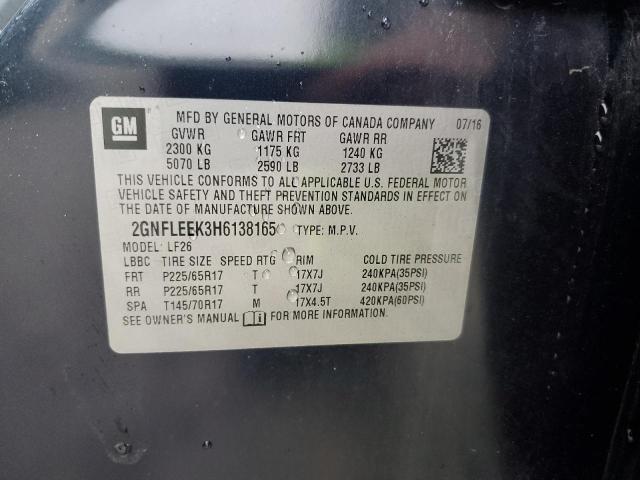 GM
MFD BY GENERAL MOTORS OF CANADA COMPANY 07/16
GVWR GAWR FRT GAWR RR
2300 KG 1175 KG 1240 KG
5070 LB 2590 LB 2733 LB
THIS VEHICLE CONFORMS TO ALL APPLICABLE U.S. FEDERAL MOTOR
VEHICLE SAFETY AND THEFT PREVENTION STANDARDS IN EFFECT ON
THE DATE OF MANUFACTURE SHOWN ABOVE.
2GNFLEEK3H6138165 TYPE: M.P.V.
MODEL: LF26
LBBC TIRE SIZE SPEED RTG RIM COLD TIRE PRESSURE
FRT P225/65R17 T 17X7J 240KPA(35PSI)
RR P225/65R17 T 17X7J 240KPA(35PSI)
SPA T145/70R17 M 17X4.5T 420KPA(60PSI)
SEE OWNER'S MANUAL FOR MORE INFORMATION.